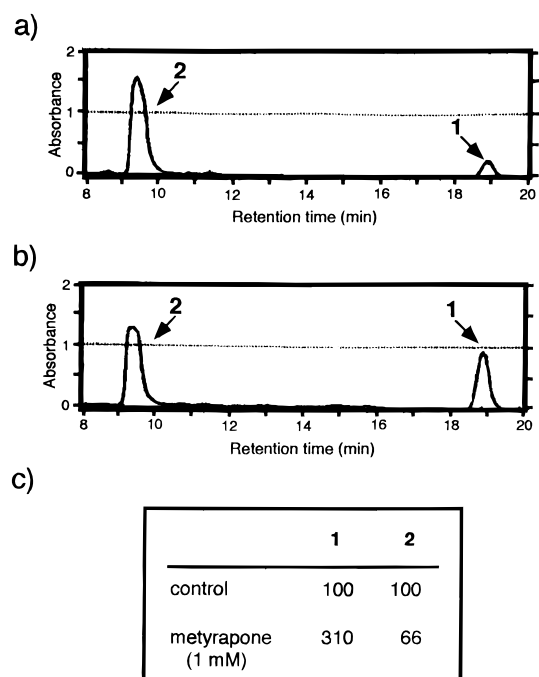 a)
2
1
0
Absorbance
2
1
8 10 12 14 16 18 20
Retention time (min)
b)
2
1
0
Absorbance
2
1
8 10 12 14 16 18 20
Retention time (min)
c)
1 2
control 100 100
metyrapone 310 66
(1 mM)